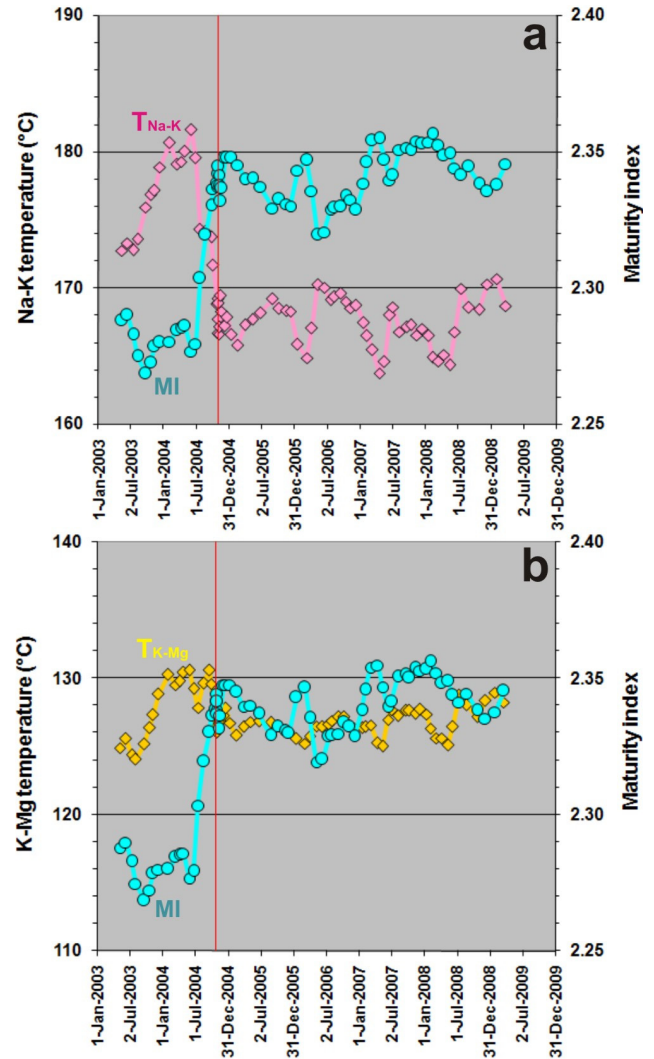 190
2.40
a
T Na-K
180
2.35
Na-K temperature (°C)
Maturity index
170
2.30
MI
160
2.25
1-Jan-2003
2-Jul-2003
1-Jan-2004
1-Jul-2004
31-Dec-2004
2-Jul-2005
31-Dec-2005
2-Jul-2006
1-Jan-2007
2-Jul-2007
1-Jan-2008
1-Jul-2008
31-Dec-2008
2-Jul-2009
31-Dec-2009
140
2.40
b
T K-Mg
130
2.35
K-Mg temperature (°C)
Maturity index
120
2.30
MI
110
2.25
1-Jan-2003
2-Jul-2003
1-Jan-2004
1-Jul-2004
31-Dec-2004
2-Jul-2005
31-Dec-2005
2-Jul-2006
1-Jan-2007
2-Jul-2007
1-Jan-2008
1-Jul-2008
31-Dec-2008
2-Jul-2009
31-Dec-2009